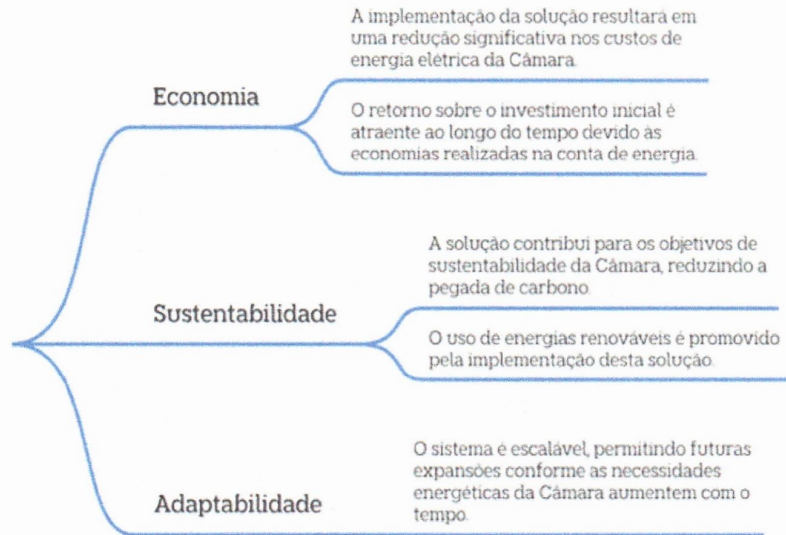 A implementação da solução resultará em
uma redução significativa nos custos de
energia elétrica da Câmara.
Economia
O retorno sobre o investimento inicial é
atraente ao longo do tempo devido às
economias realizadas na conta de energia.
A solução contribui para os objetivos de
sustentabilidade da Câmara, reduzindo a
pegada de carbono.
Sustentabilidade
O uso de energias renováveis é promovido
pela implementação desta solução.
O sistema é escalável, permitindo futuras
expansões conforme as necessidades
energéticas da Câmara aumentem com o
tempo.
Adaptabilidade